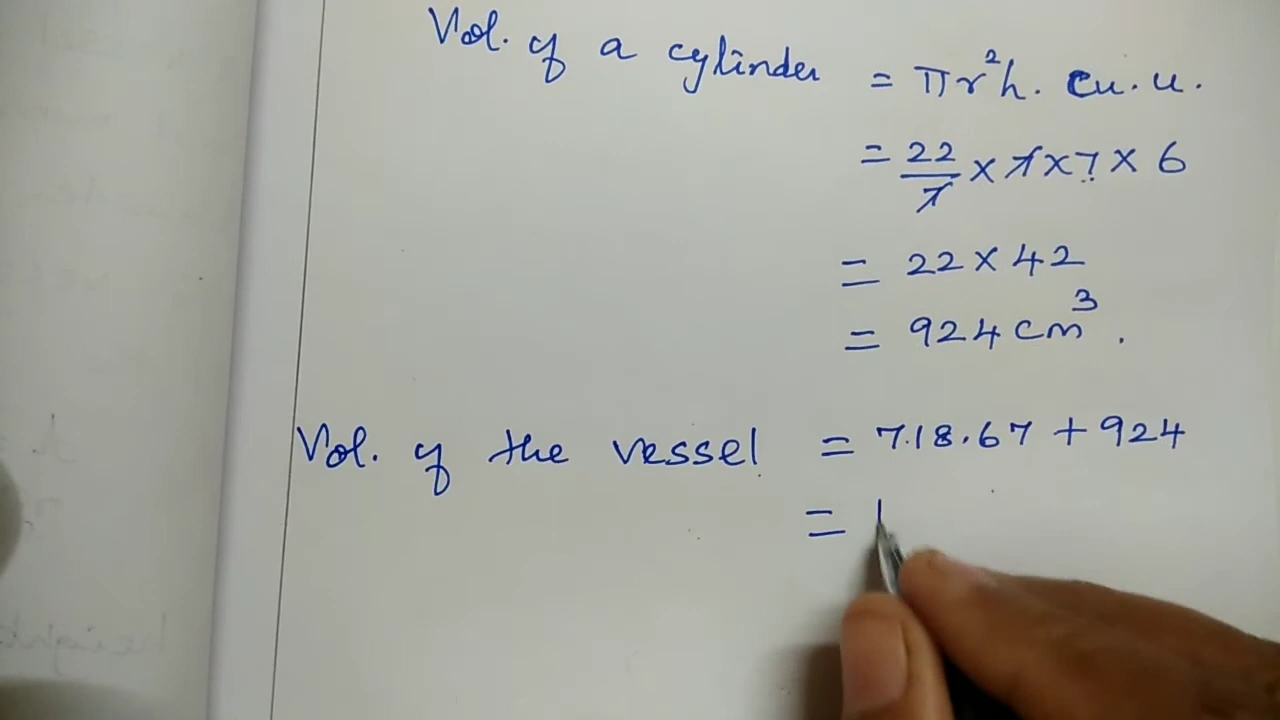 Vol. of a cylinder = πr²h. cu.u.
= 22/7 × 7 × 7 × 6
= 22 × 42
= 924 cm³.
Vol. of the vessel = 718.67 + 924
= 1